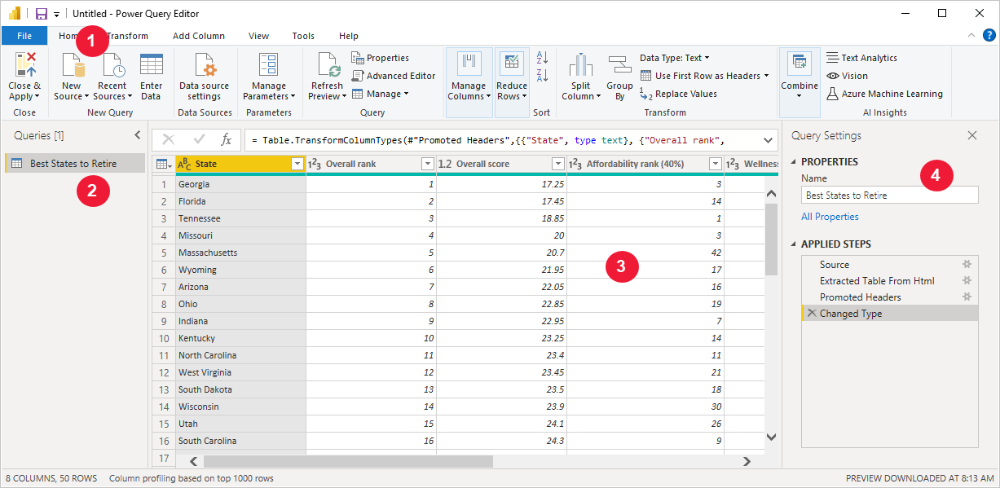 Untitled - Power Query Editor
File Hom Transform Add Column View Tools Help
1
Close & Apply
New Source
Recent Sources
Enter Data
Data source settings
Manage Parameters
Refresh Preview
Properties
Advanced Editor
Manage
Manage Columns
Reduce Rows
Split Column
Group By
Data Type: Text
Use First Row as Headers
Replace Values
Combine
Text Analytics
Vision
Azure Machine Learning
Close New Query Data Sources Parameters Query Sort Transform AI Insights
Queries [1]
Best States to Retire
2
fx = Table.TransformColumnTypes(#"Promoted Headers",{{"State", type text}, {"Overall rank",
ABC State 123 Overall rank 1.2 Overall score 123 Affordability rank (40%) 123 Wellness
1 Georgia 1 17.25 3
2 Florida 2 17.45 14
3 Tennessee 3 18.85 1
4 Missouri 4 20 3
5 Massachusetts 5 20.7 42
6 Wyoming 6 21.95 17
7 Arizona 7 22.05 16
8 Ohio 8 22.85 19
9 Indiana 9 22.95 7
10 Kentucky 10 23.25 14
11 North Carolina 11 23.4 11
12 West Virginia 12 23.45 21
13 South Dakota 13 23.5 18
14 Wisconsin 14 23.9 30
15 Utah 15 24.1 26
16 South Carolina 16 24.3 9
17
3
Query Settings
PROPERTIES
Name
4
Best States to Retire
All Properties
APPLIED STEPS
Source
Extracted Table From Html
Promoted Headers
Changed Type
8 COLUMNS, 50 ROWS Column profiling based on top 1000 rows PREVIEW DOWNLOADED AT 8:13 AM